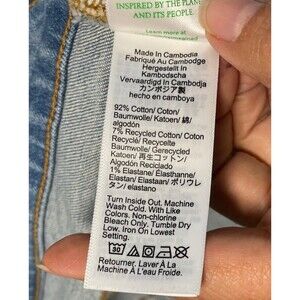 INSPIRED BY THE PLANET
AND ITS PEOPLE.
Learn more at
Made In Cambodia
Fabriqué Au Cambodge
Hergestellt In
Kambodscha
Vervaardigd In Cambodja
カンボジア製
hecho en camboya
92% Cotton/ Coton/
Baumwolle/ Katoen/ 綿/
algodón
7% Recycled Cotton/ Coton
Recyclé/ Recycelte
Baumwolle/ Gerecycled
Katoen/ 再生コットン/
Algodón Reciclado
1% Elastane/ Élasthanne/
Elastan/ Elastaan/ ポリウレ
タン/ elastano
Turn Inside Out. Machine
Wash Cold. With Like
Colors. Non-chlorine
Bleach Only. Tumble Dry
Low. Iron On Lowest
Setting.
30
Retourner. Laver À La
Machine À L'eau Froide.